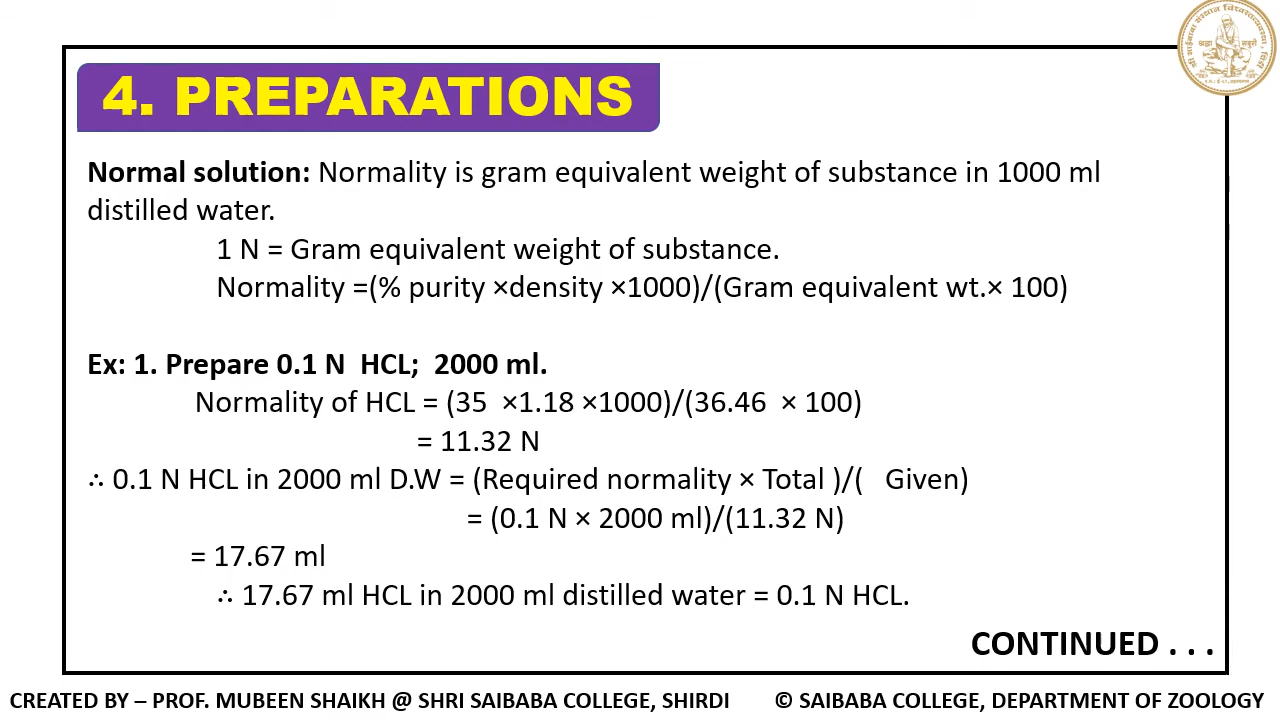 4. PREPARATIONS
Normal solution: Normality is gram equivalent weight of substance in 1000 ml
distilled water.
1 N = Gram equivalent weight of substance.
Normality =(% purity ×density ×1000)/(Gram equivalent wt.× 100)
Ex: 1. Prepare 0.1 N  HCL;  2000 ml.
Normality of HCL = (35  ×1.18 ×1000)/(36.46  × 100)
= 11.32 N
∴ 0.1 N HCL in 2000 ml D.W = (Required normality × Total )/(   Given)
= (0.1 N × 2000 ml)/(11.32 N)
= 17.67 ml
∴ 17.67 ml HCL in 2000 ml distilled water = 0.1 N HCL.
CONTINUED . . .
CREATED BY – PROF. MUBEEN SHAIKH @ SHRI SAIBABA COLLEGE, SHIRDI
© SAIBABA COLLEGE, DEPARTMENT OF ZOOLOGY